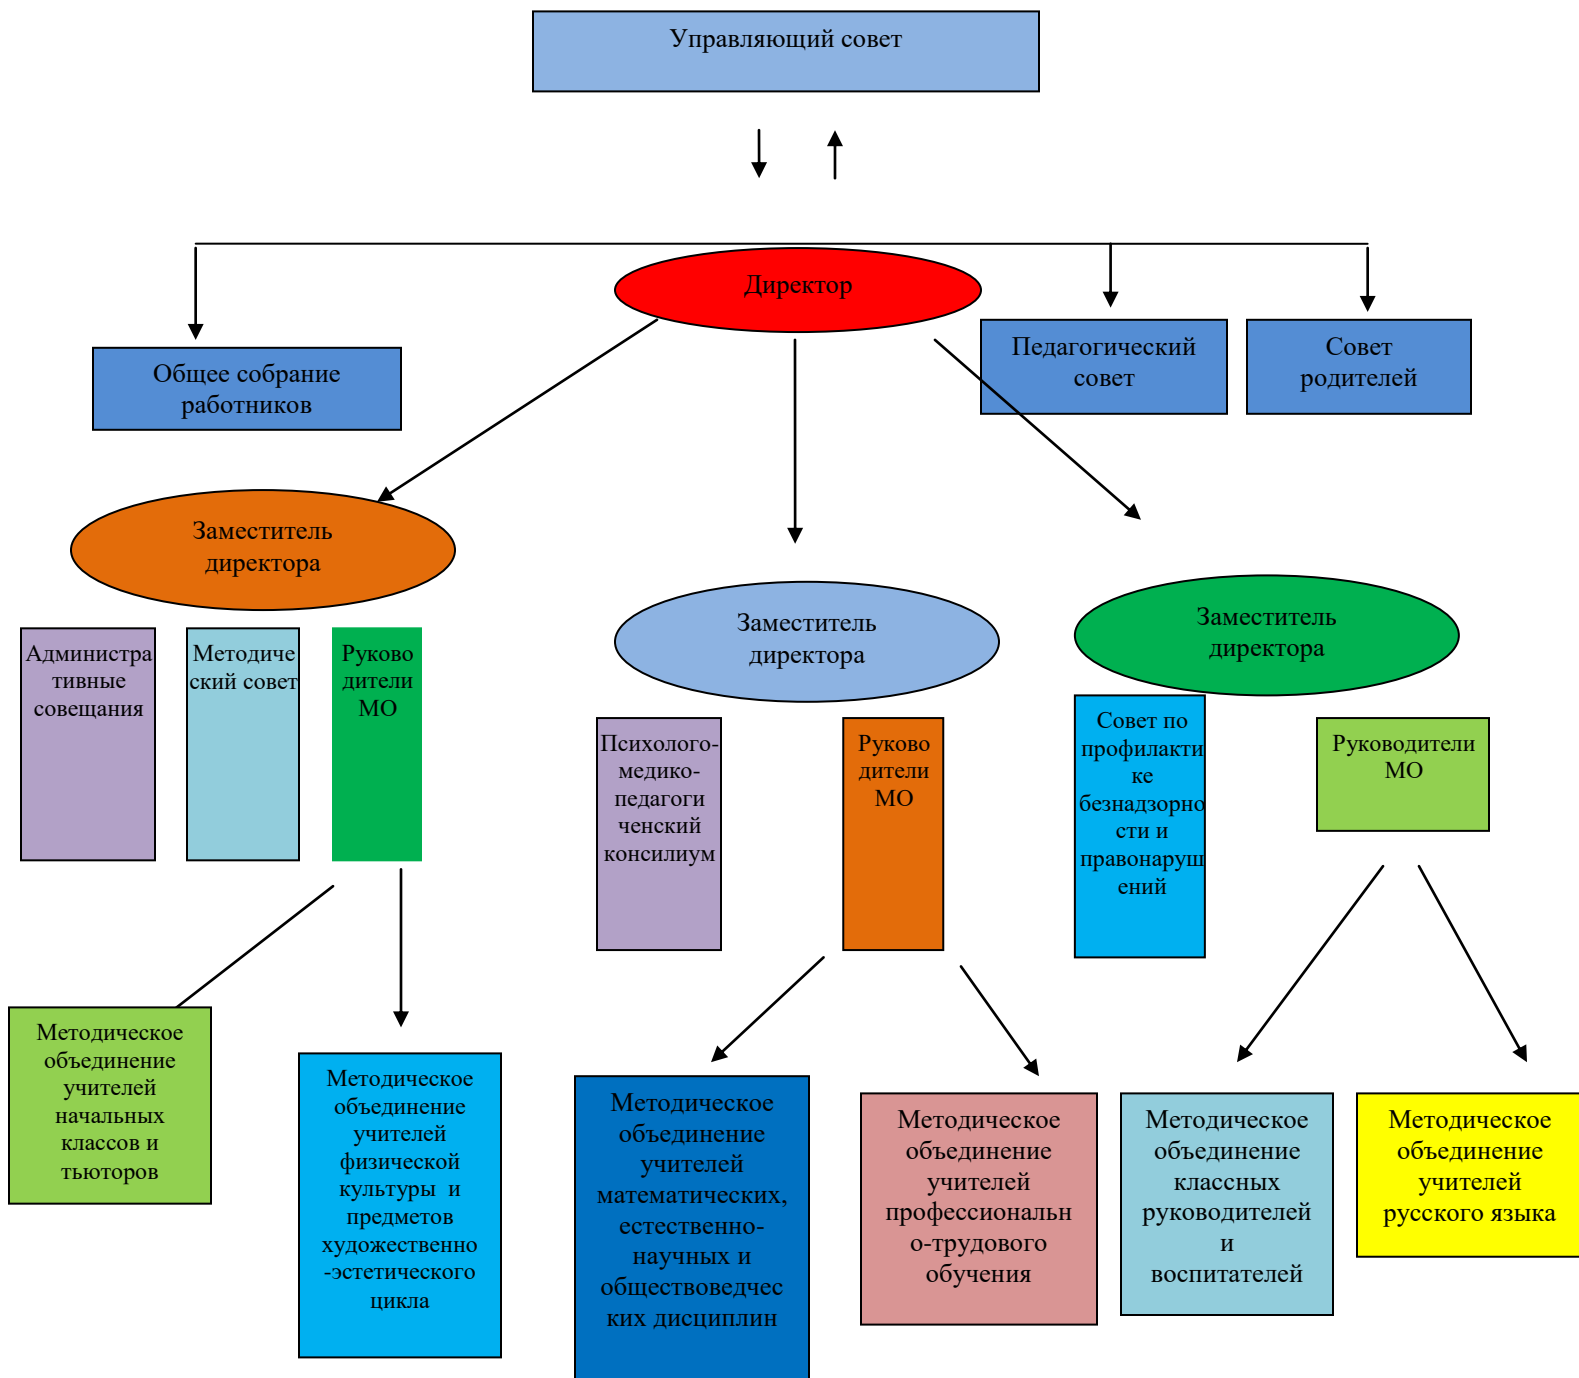 Управляющий совет
Директор
Общее собрание
работников
Педагогический
совет
Совет
родителей
Заместитель
директора
Заместитель
директора
Заместитель
директора
Администра
тивные
совещания
Методиче
ский совет
Руково
дители
МО
Психолого-
медико-
педагоги
ченский
консилиум
Руково
дители
МО
Совет по
профилакти
ке
безнадзорно
сти и
правонаруш
ений
Руководители
МО
Методическое
объединение
учителей
начальных
классов и
тьюторов
Методическое
объединение
учителей
физической
культуры и
предметов
художественно
-эстетического
цикла
Методическое
объединение
учителей
математических,
естественно-
научных и
обществоведчес
ких дисциплин
Методическое
объединение
учителей
профессиональн
о-трудового
обучения
Методическое
объединение
классных
руководителей
и
воспитателей
Методическое
объединение
учителей
русского языка